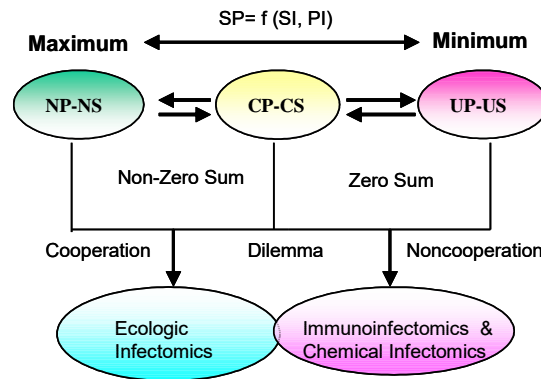 SP= f (SI, PI)
Maximum Minimum
NP-NS CP-CS UP-US
Non-Zero Sum Zero Sum
Cooperation Dilemma Noncooperation
Ecologic Immunoinfectomics &
Infectomics Chemical Infectomics